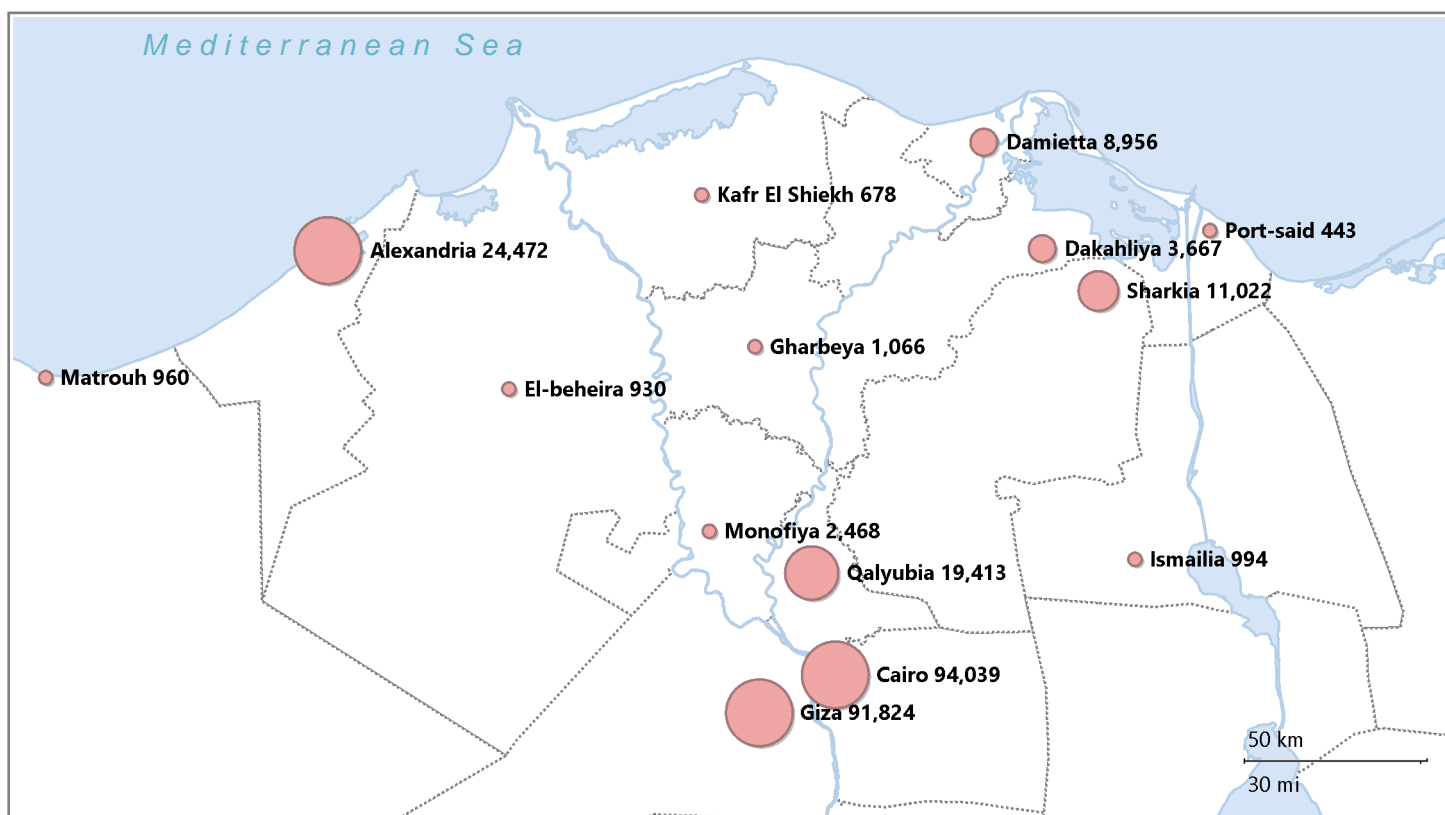 Mediterranean Sea
Damietta 8,956
Kafr El Shiekh 678
Port-said 443
Alexandria 24,472
Dakahliya 3,667
Sharkia 11,022
Gharbeya 1,066
Matrouh 960
El-beheira 930
Monofiya 2,468
Ismailia 994
Qalyubia 19,413
Cairo 94,039
Giza 91,824
50 km
30 mi